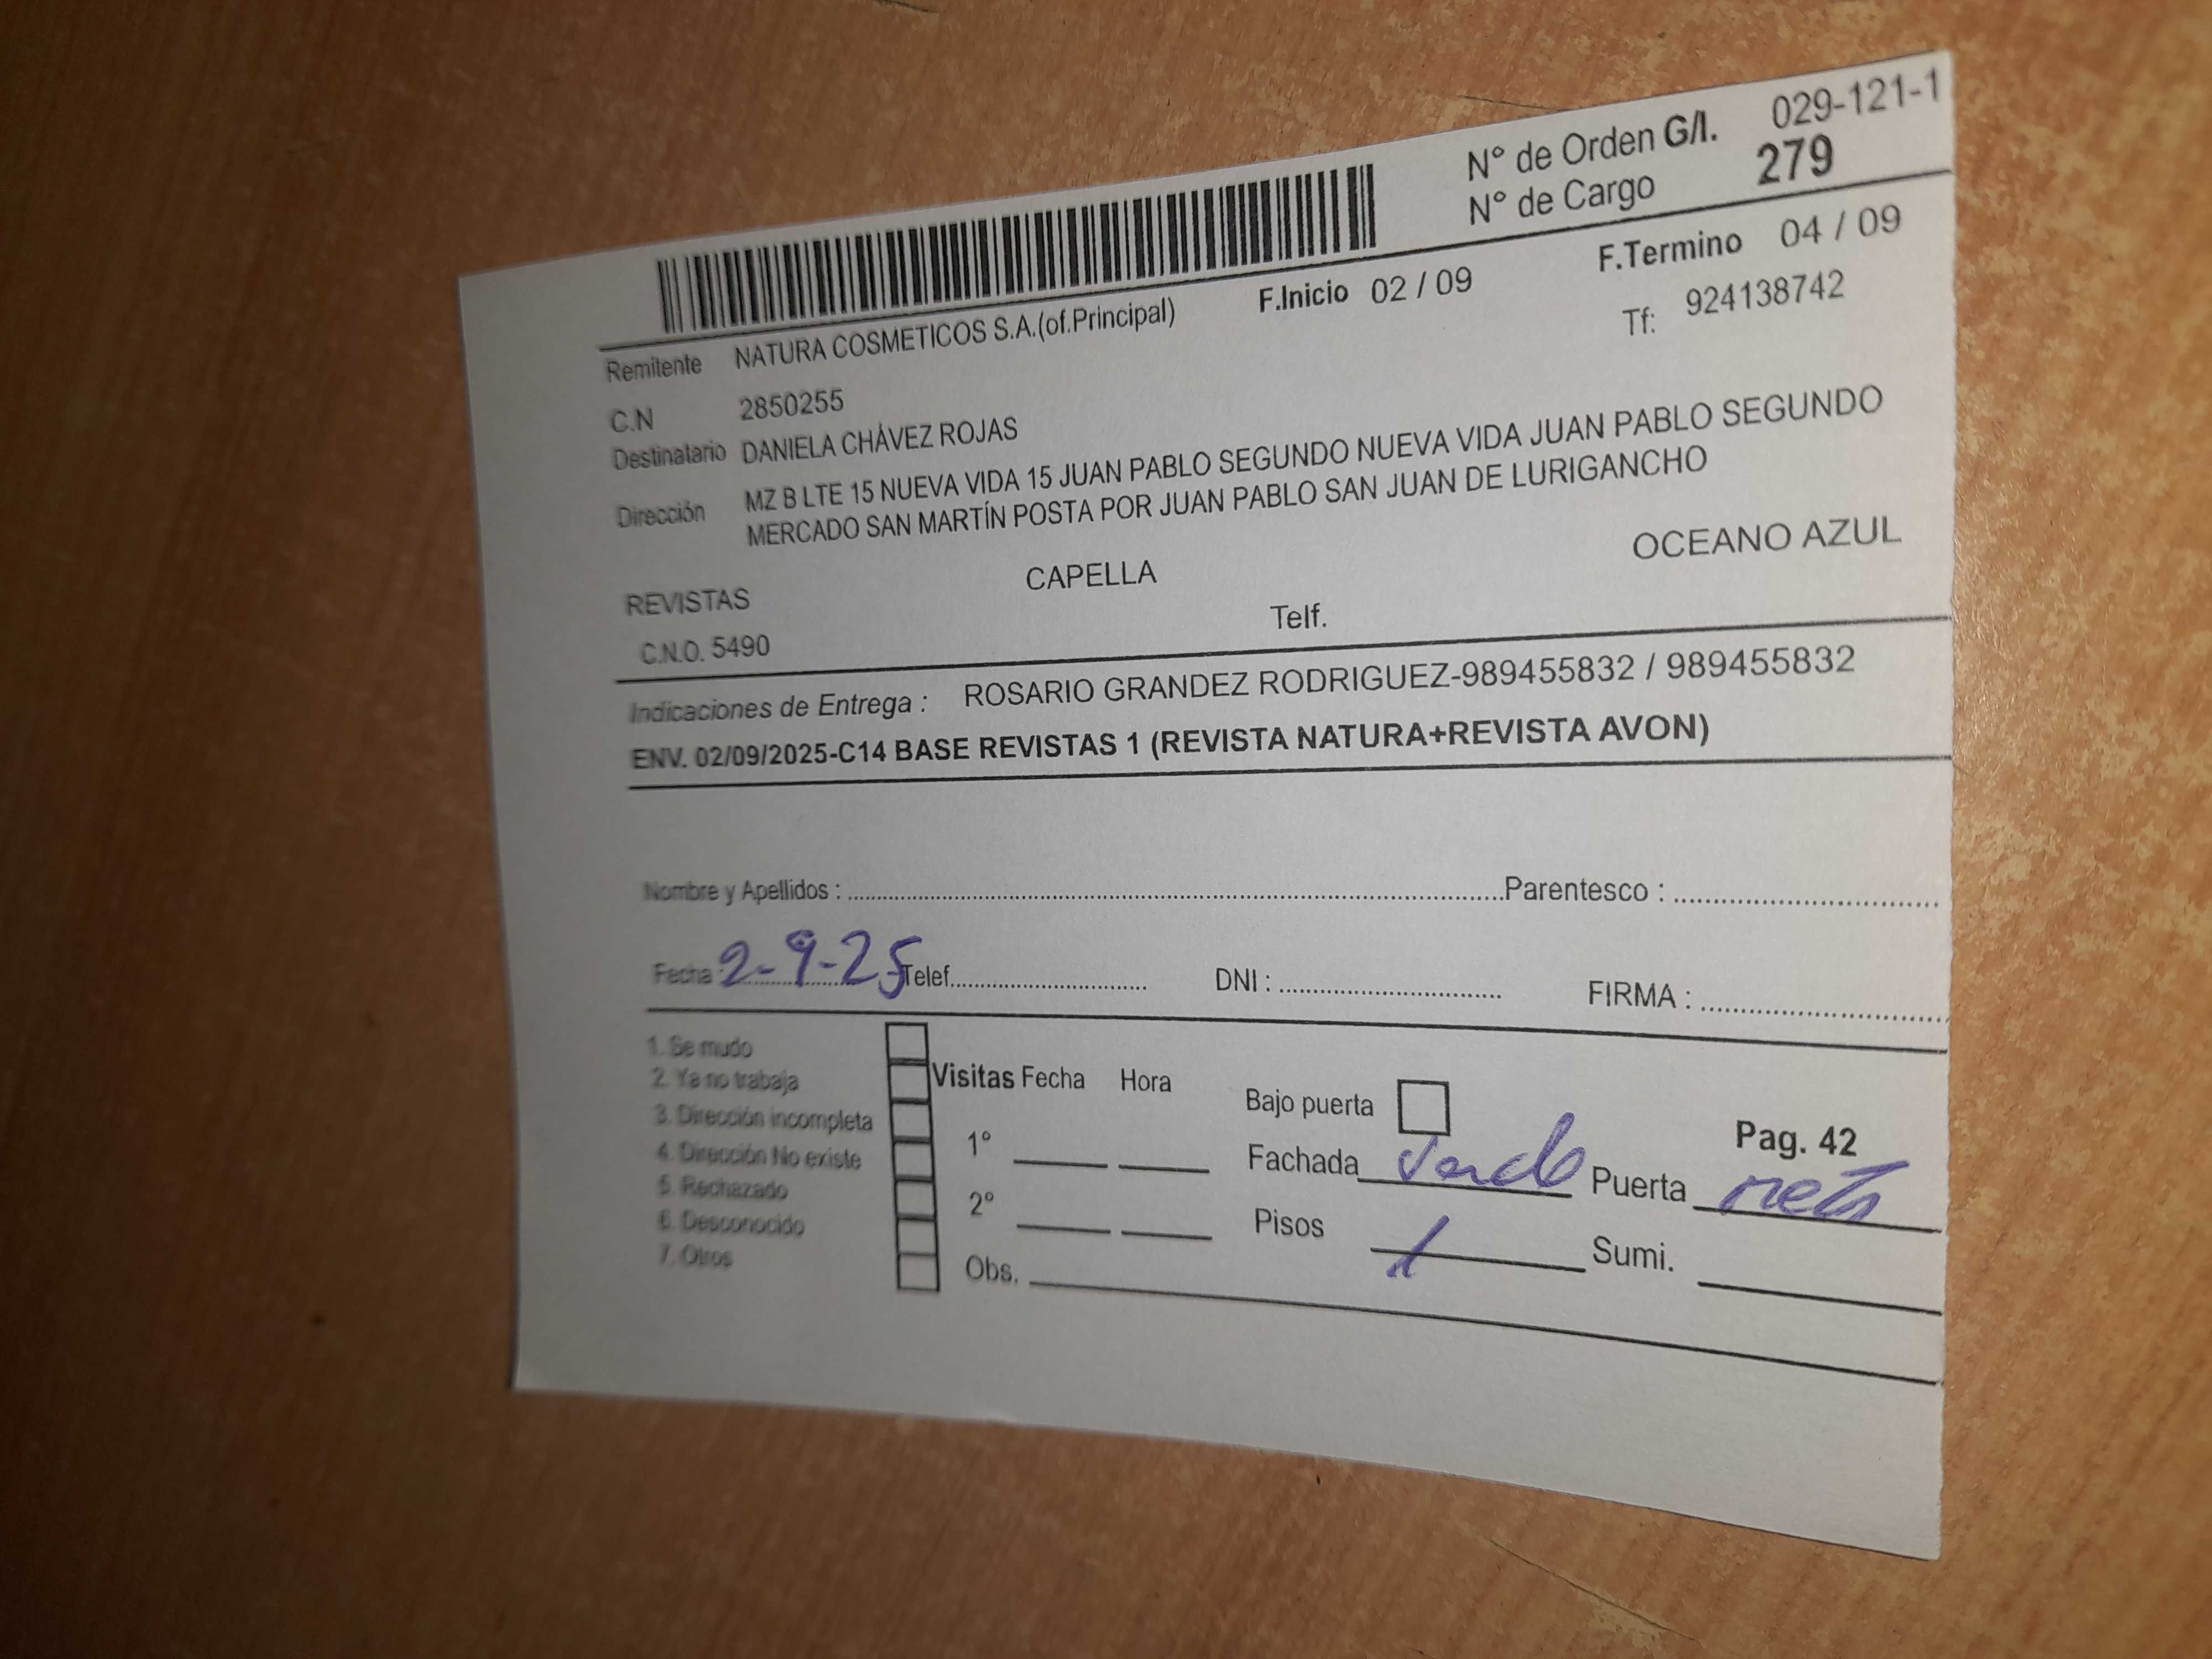 N° de Orden G/I. 029-121-1
N° de Cargo 279
F.Inicio 02 / 09 F.Termino 04 / 09
Remitente NATURA COSMETICOS S.A.(of.Principal) Tf: 924138742
C.N 2850255
Destinatario DANIELA CHÁVEZ ROJAS
Dirección MZ B LTE 15 NUEVA VIDA 15 JUAN PABLO SEGUNDO NUEVA VIDA JUAN PABLO SEGUNDO
MERCADO SAN MARTÍN POSTA POR JUAN PABLO SAN JUAN DE LURIGANCHO
REVISTAS CAPELLA OCEANO AZUL
C.N.O. 5490 Telf.
Indicaciones de Entrega : ROSARIO GRANDEZ RODRIGUEZ-989455832 / 989455832
ENV. 02/09/2025-C14 BASE REVISTAS 1 (REVISTA NATURA+REVISTA AVON)
Nombre y Apellidos : Parentesco :
Fecha 2-9-25 Telef. DNI : FIRMA :
1. Se mudo
2. Ya no trabaja
3. Dirección incompleta
4. Dirección No existe
5. Rechazado
6. Desconocido
7. Otros
Visitas Fecha Hora
1°
2°
Obs.
Bajo puerta Pag. 42
Fachada Puerta
Pisos 1 Sumi.